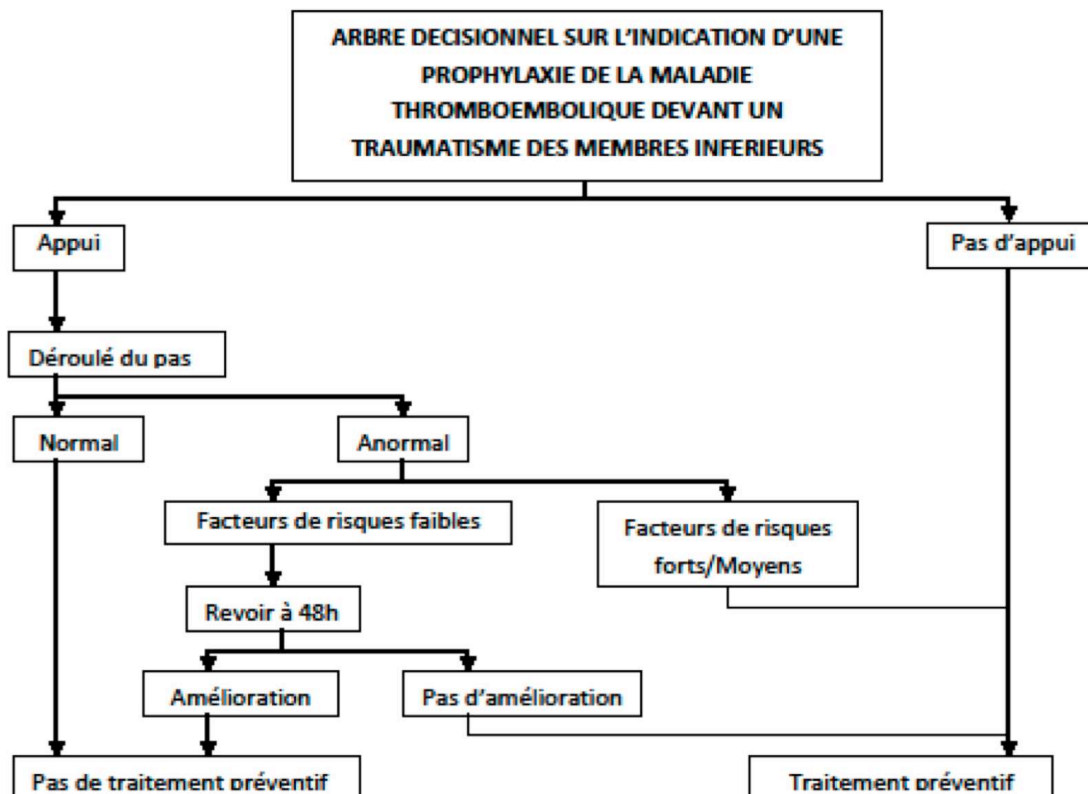 ARBRE DECISIONNEL SUR L'INDICATION D'UNE
PROPHYLAXIE DE LA MALADIE
THROMBOEMBOLIQUE DEVANT UN
TRAUMATISME DES MEMBRES INFERIEURS
Appui
Pas d'appui
Déroulé du pas
Normal
Anormal
Facteurs de risques faibles
Facteurs de risques
forts/Moyens
Revoir à 48h
Amélioration
Pas d'amélioration
Pas de traitement préventif
Traitement préventif